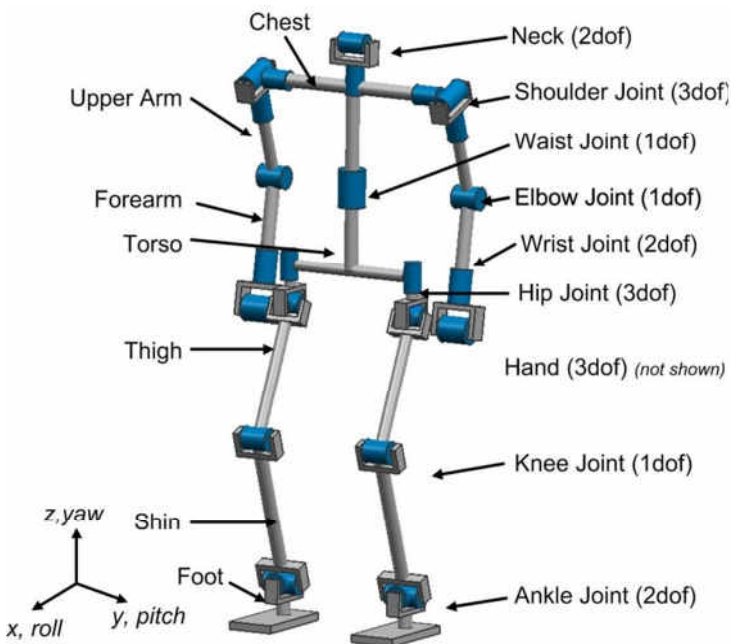 Chest
Neck (2dof)
Upper Arm
Shoulder Joint (3dof)
Waist Joint (1dof)
Forearm
Elbow Joint (1dof)
Torso
Wrist Joint (2dof)
Hip Joint (3dof)
Thigh
Hand (3dof) (not shown)
Knee Joint (1dof)
z,yaw
Shin
Foot
Ankle Joint (2dof)
x, roll
y, pitch